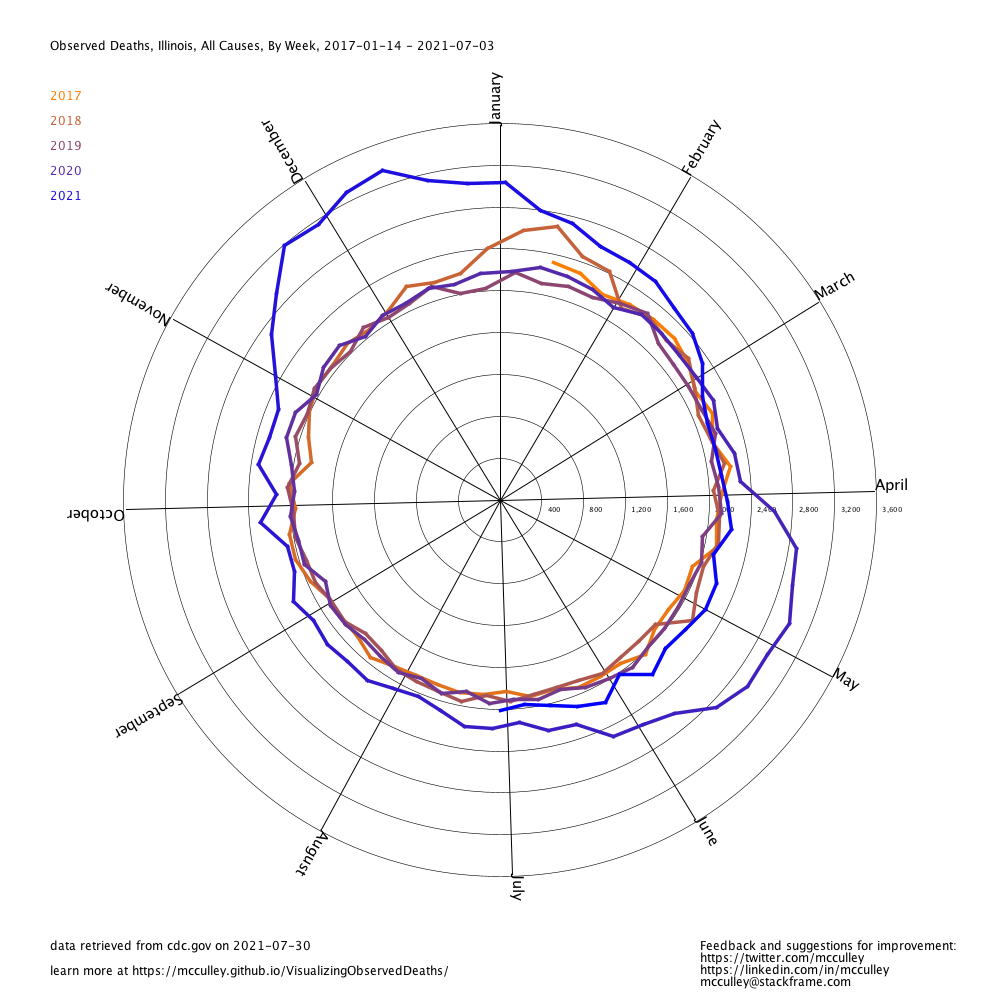 Observed Deaths, Illinois, All Causes, By Week, 2017-01-14 - 2021-07-03
2017
2018
2019
2020
2021
January
February
March
April
May
June
July
August
September
October
November
December
400
800
1,200
1,600
2,400
2,800
3,200
3,600
data retrieved from cdc.gov on 2021-07-30
learn more at https://mcculley.github.io/VisualizingObservedDeaths/
Feedback and suggestions for improvement:
https://twitter.com/mcculley
https://linkedin.com/in/mcculley
mcculley@stackframe.com